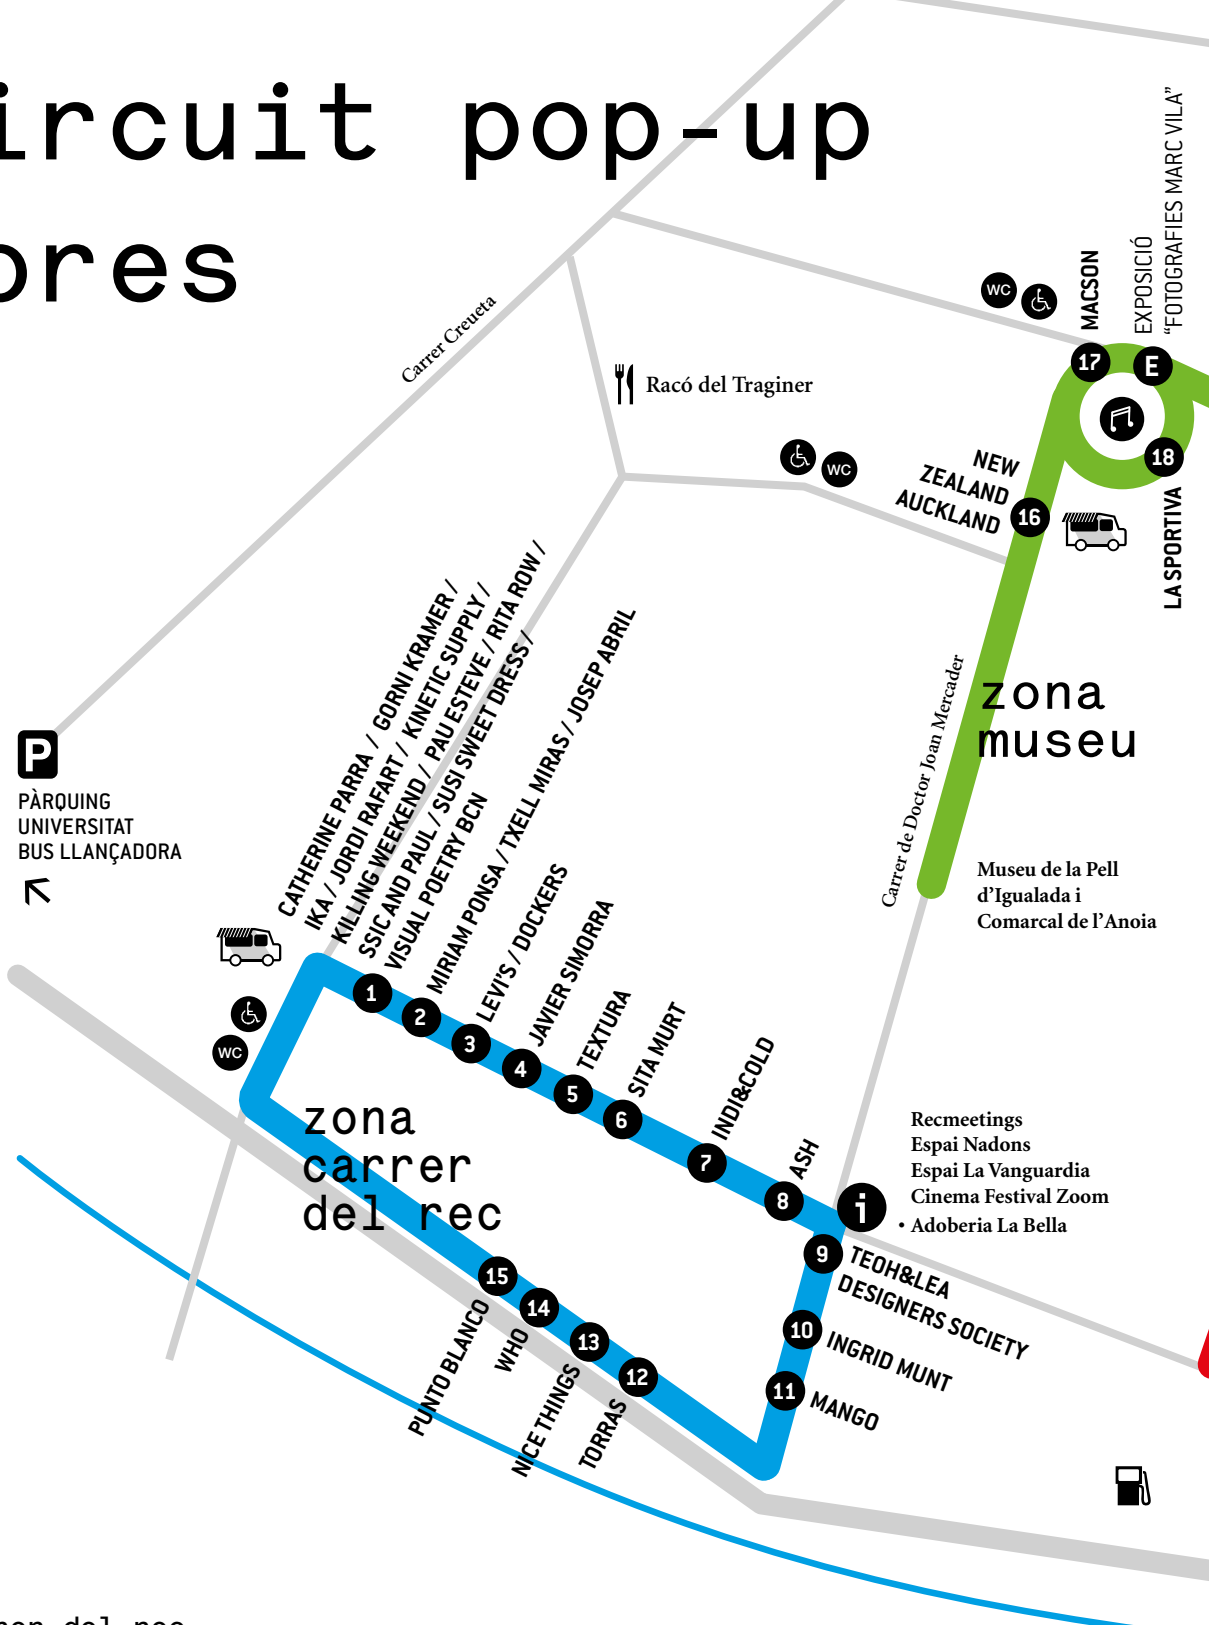 ircuit pop-up
ores
EXPOSICIÓ
“FOTOGRAFIES MARC VILA”
MACSON
WC
17
E
Carrer Creueta
Racó del Traginer
18
WC
NEW
ZEALAND
AUCKLAND
16
LA SPORTIVA
zona
museu
Carrer de Doctor Joan Mercader
P
PÀRQUING
UNIVERSITAT
BUS LLANÇADORA
Museu de la Pell
d’Igualada i
Comarcal de l’Anoia
CATHERINE PARRA / GORNI KRAMER /
IKA / JORDI RAFART / KINETIC SUPPLY /
KILLING WEEKEND / PAU ESTEVE / RITA ROW /
SSIC AND PAUL / SUSI SWEET DRESS /
VISUAL POETRY BCN
MIRIAM PONSA / TXELL MIRAS / JOSEP ABRIL
LEVI'S / DOCKERS
JAVIER SIMORRA
TEXTURA
SITA MURT
INDI&COLD
ASH
1
2
3
4
5
6
7
8
WC
zona
carrer
del rec
i
Recmeetings
Espai Nadons
Espai La Vanguardia
Cinema Festival Zoom
• Adoberia La Bella
9
TEOH&LEA
DESIGNERS SOCIETY
10
INGRID MUNT
11
MANGO
15
14
13
12
PUNTO BLANCO
WHO
NICE THINGS
TORRAS